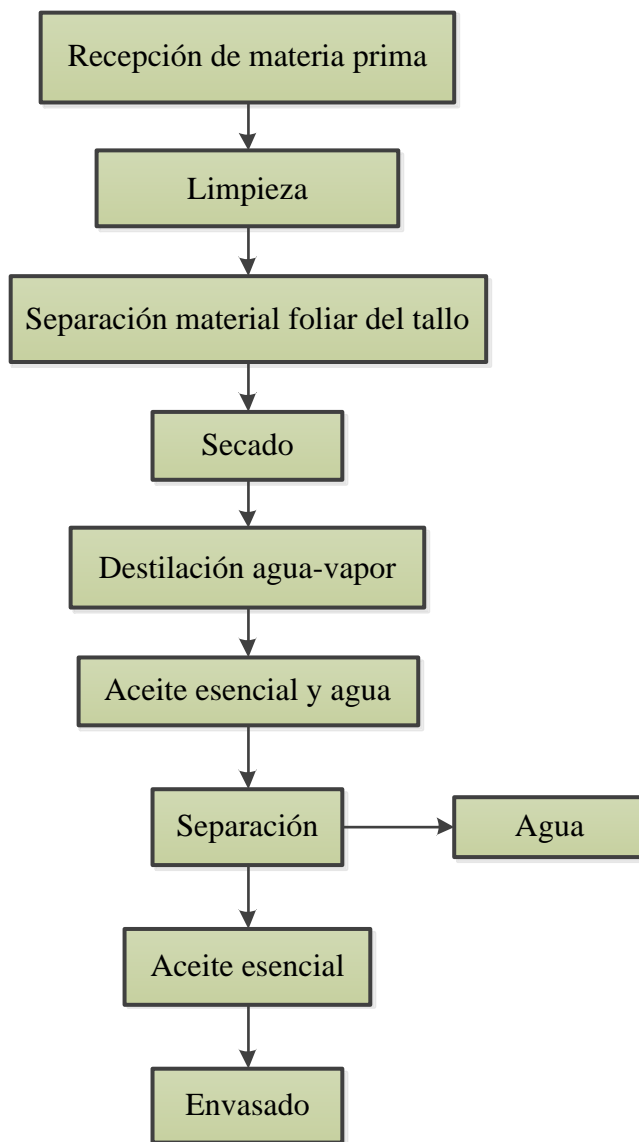 Recepción de materia prima
Limpieza
Separación material foliar del tallo
Secado
Destilación agua-vapor
Aceite esencial y agua
Separación
Agua
Aceite esencial
Envasado